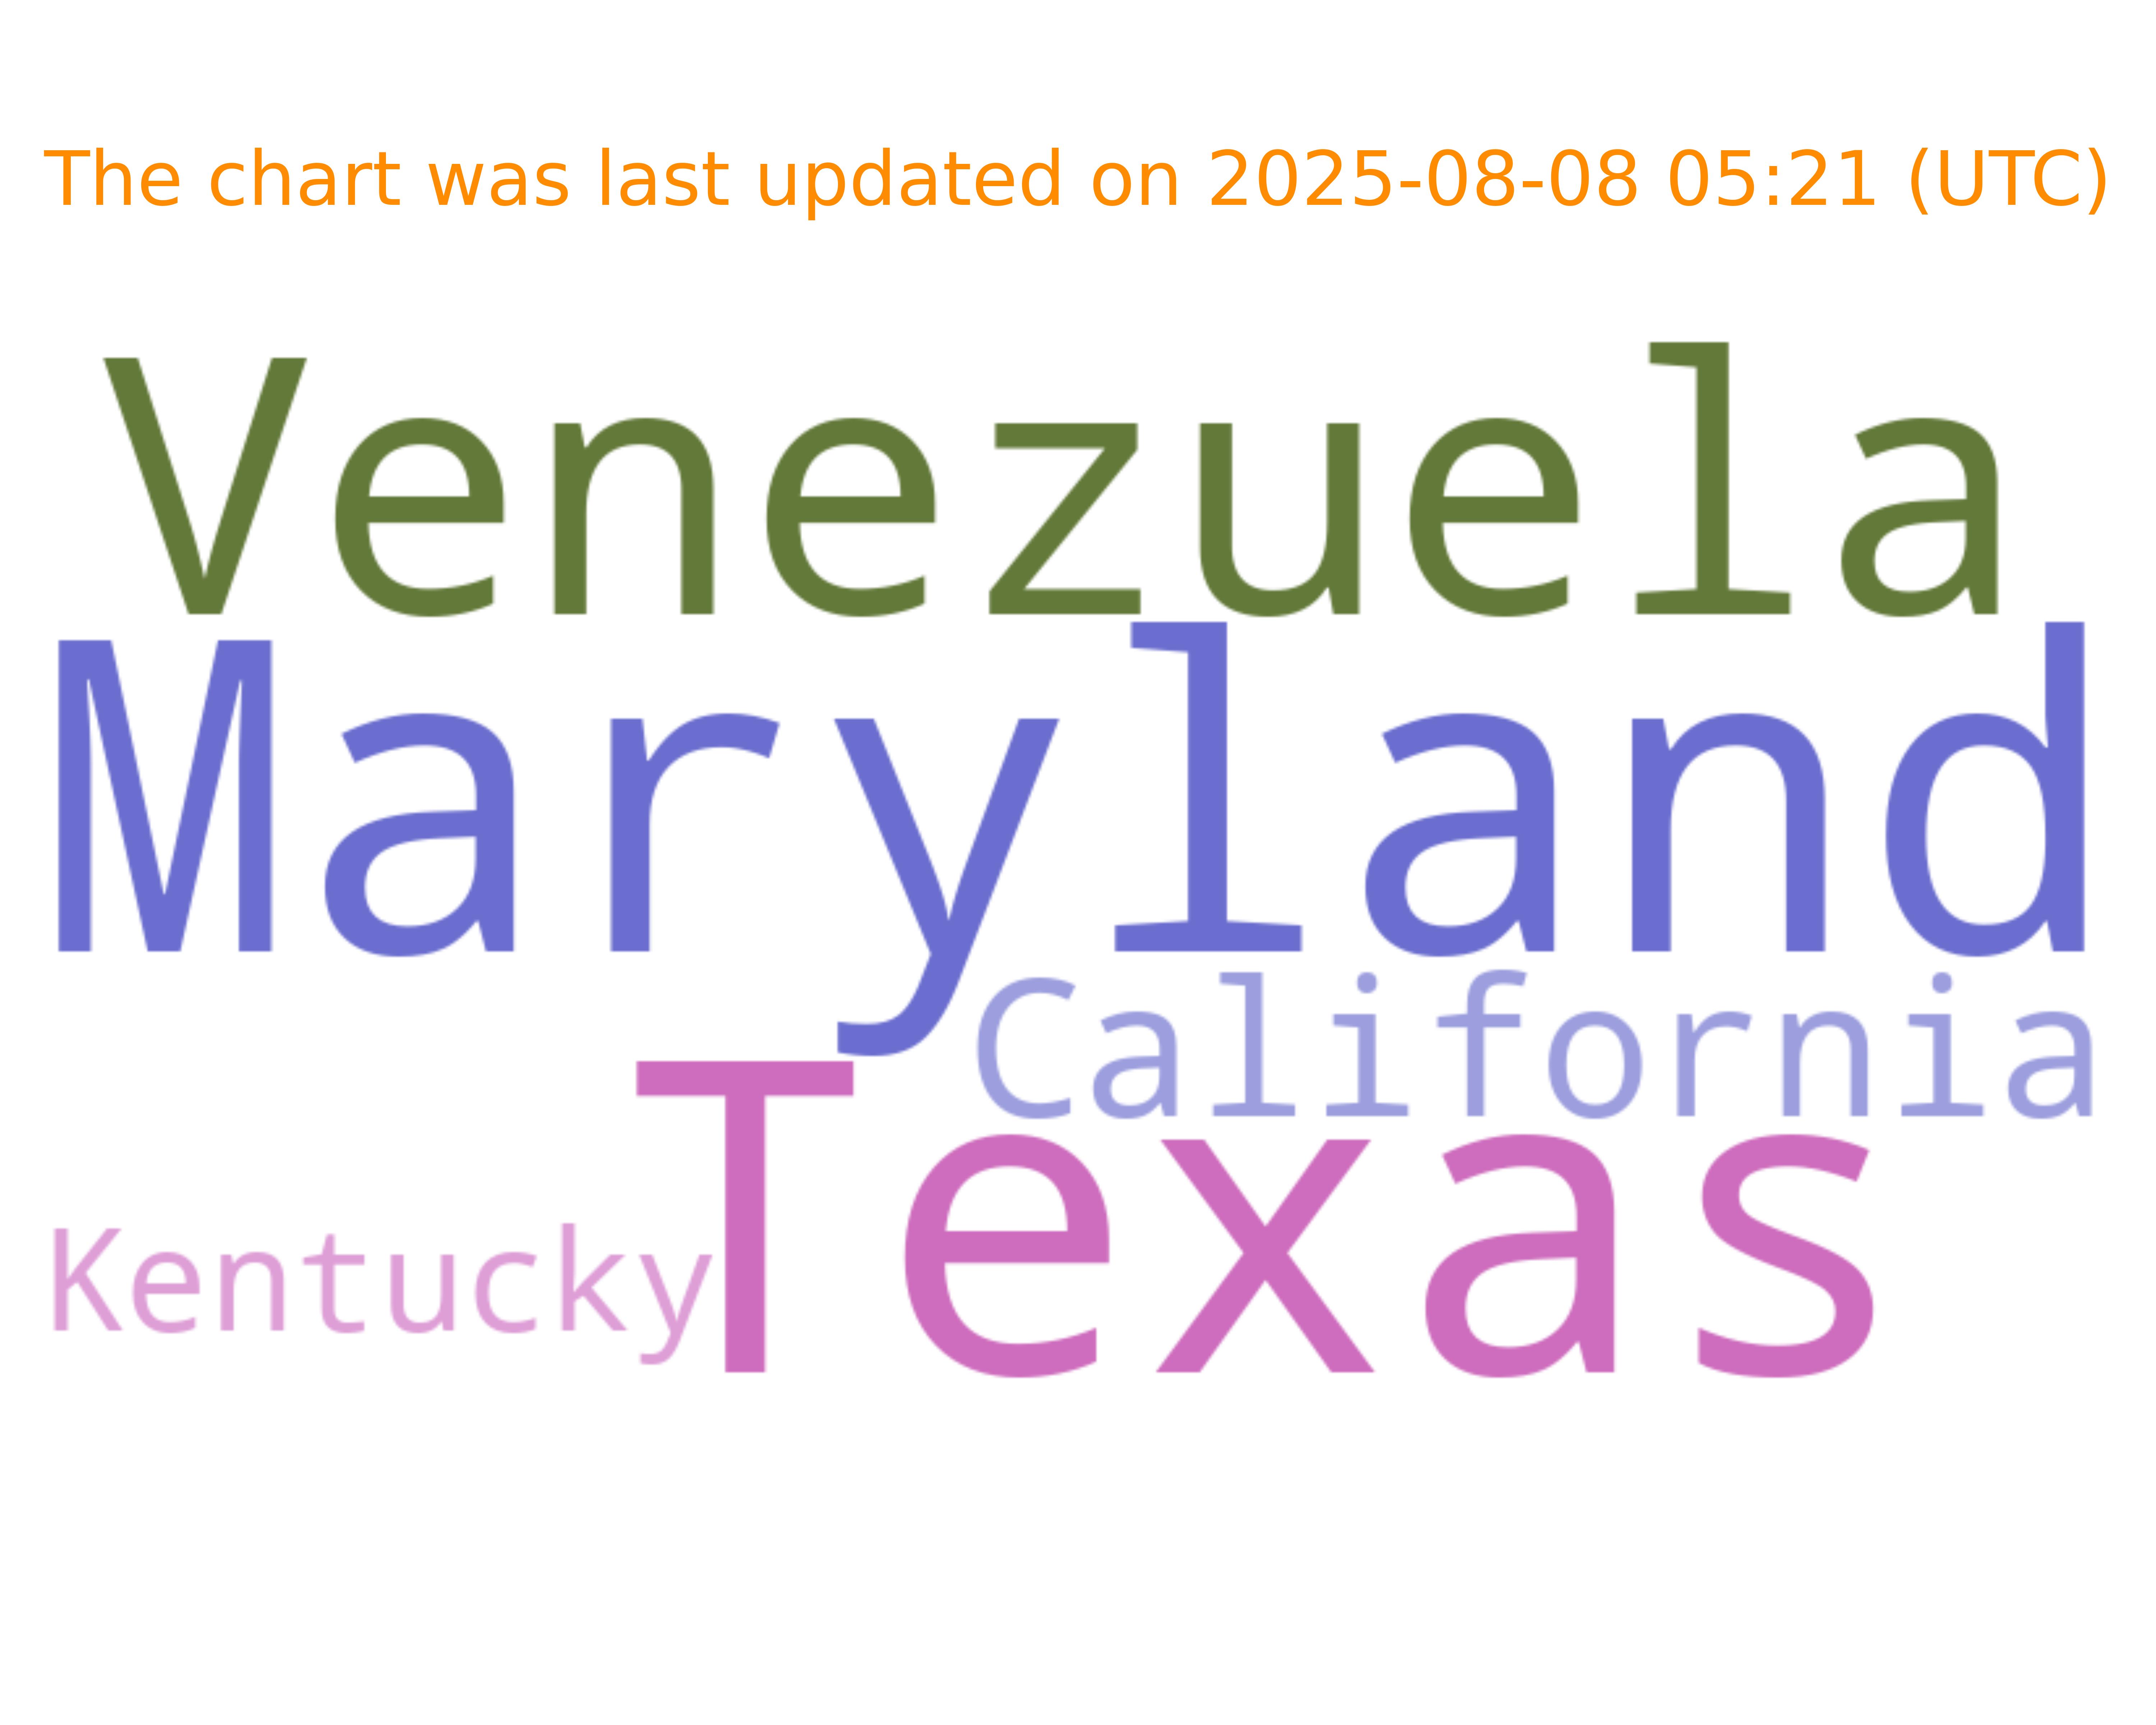 The chart was last updated on 2025-08-08 05:21 (UTC)
Venezuela
Maryland
California
Texas
Kentucky